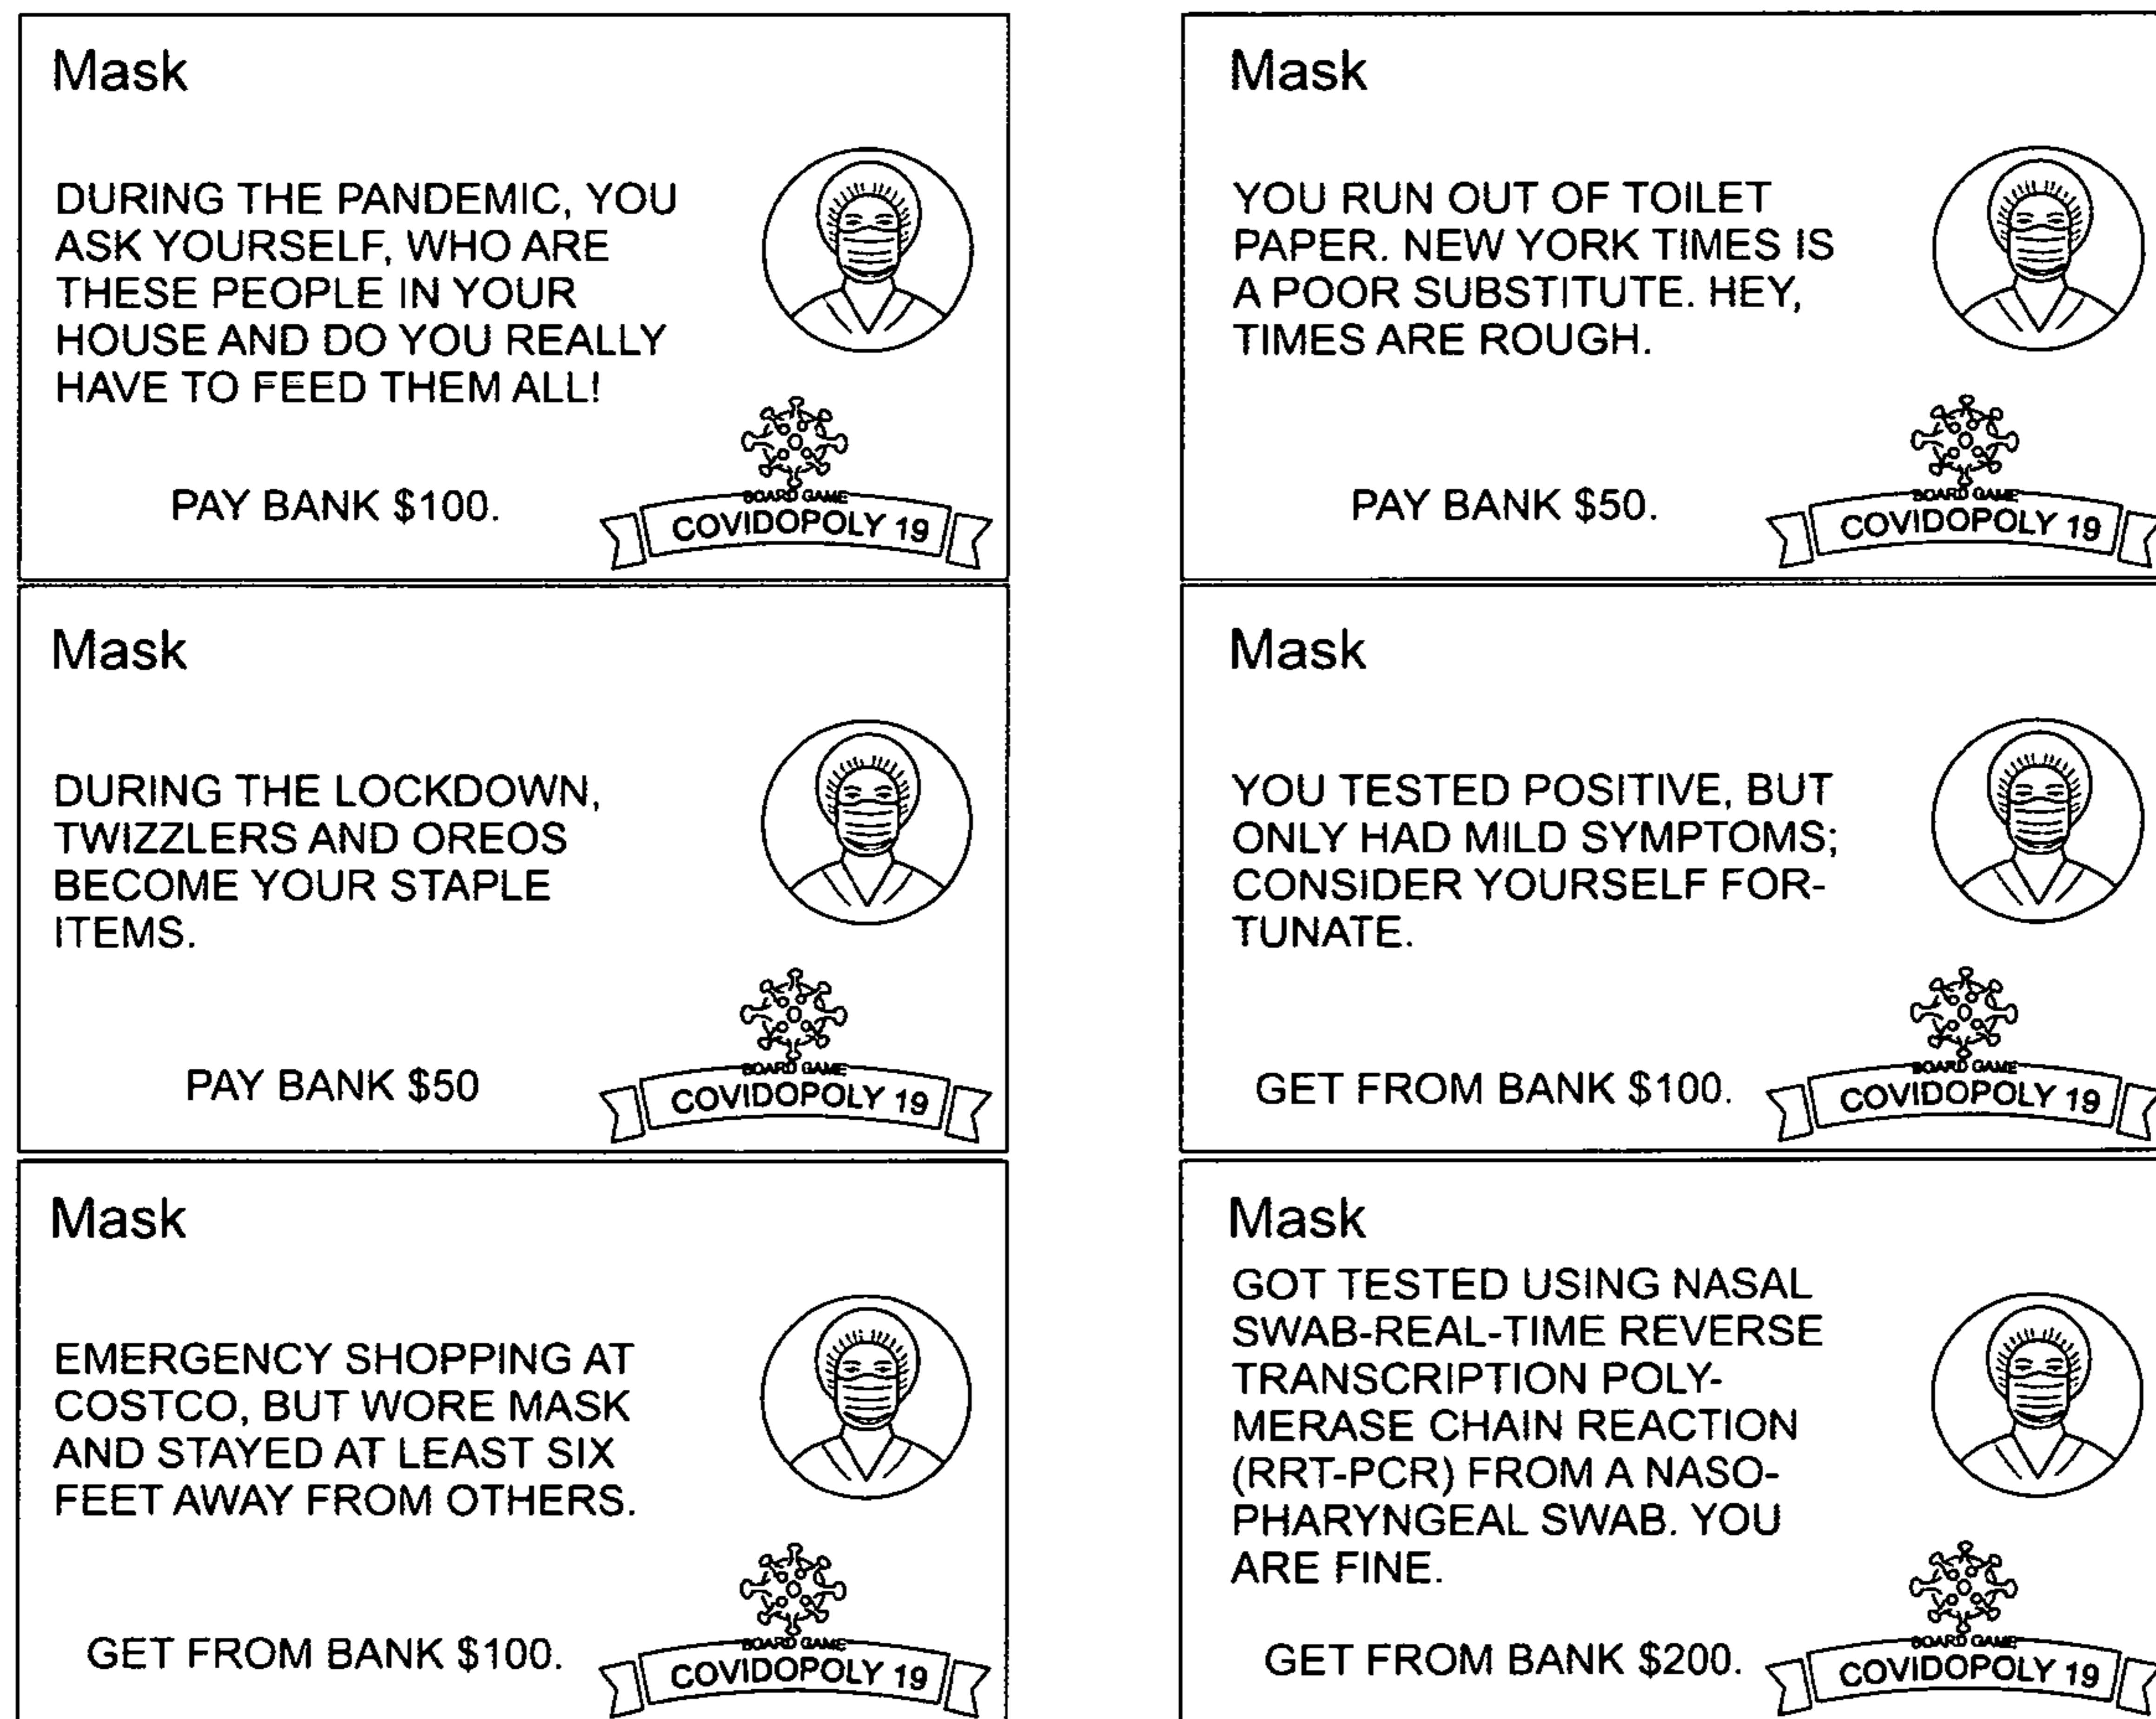 Mask
DURING THE PANDEMIC, YOU
ASK YOURSELF, WHO ARE
THESE PEOPLE IN YOUR
HOUSE AND DO YOU REALLY
HAVE TO FEED THEM ALL!
PAY BANK $100.
BOARD GAME
COVIDOPOLY 19
Mask
YOU RUN OUT OF TOILET
PAPER. NEW YORK TIMES IS
A POOR SUBSTITUTE. HEY,
TIMES ARE ROUGH.
PAY BANK $50.
BOARD GAME
COVIDOPOLY 19
Mask
DURING THE LOCKDOWN,
TWIZZLERS AND OREOS
BECOME YOUR STAPLE
ITEMS.
PAY BANK $50
BOARD GAME
COVIDOPOLY 19
Mask
YOU TESTED POSITIVE, BUT
ONLY HAD MILD SYMPTOMS;
CONSIDER YOURSELF FOR-
TUNATE.
GET FROM BANK $100.
BOARD GAME
COVIDOPOLY 19
Mask
EMERGENCY SHOPPING AT
COSTCO, BUT WORE MASK
AND STAYED AT LEAST SIX
FEET AWAY FROM OTHERS.
GET FROM BANK $100.
BOARD GAME
COVIDOPOLY 19
Mask
GOT TESTED USING NASAL
SWAB-REAL-TIME REVERSE
TRANSCRIPTION POLY-
MERASE CHAIN REACTION
(RRT-PCR) FROM A NASO-
PHARYNGEAL SWAB. YOU
ARE FINE.
GET FROM BANK $200.
BOARD GAME
COVIDOPOLY 19